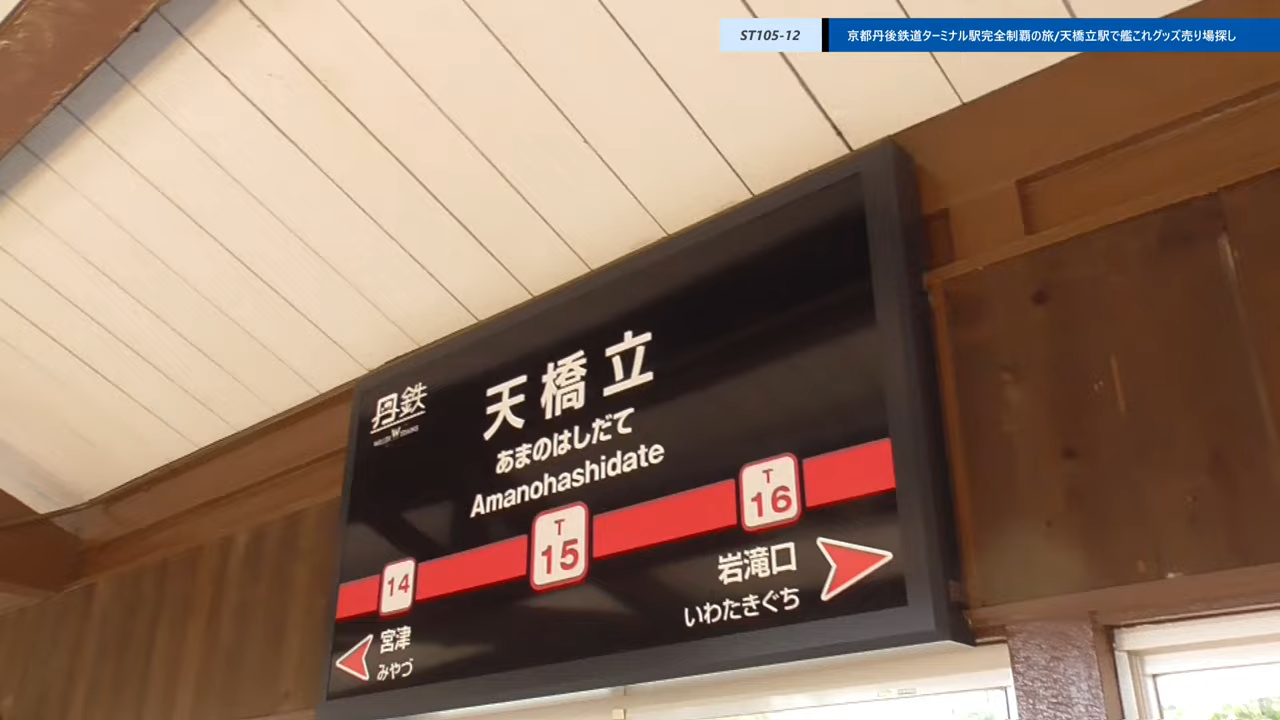 ST105-12
京都丹後鉄道ターミナル駅完全制覇の旅/天橋立駅で艦これグッズ売り場探し
丹鉄
WILLER TRAINS
天橋立
あまのはしだて
Amanohashidate
T
16
T
15
14
岩滝口
いわたきぐち
宮津
みやづ